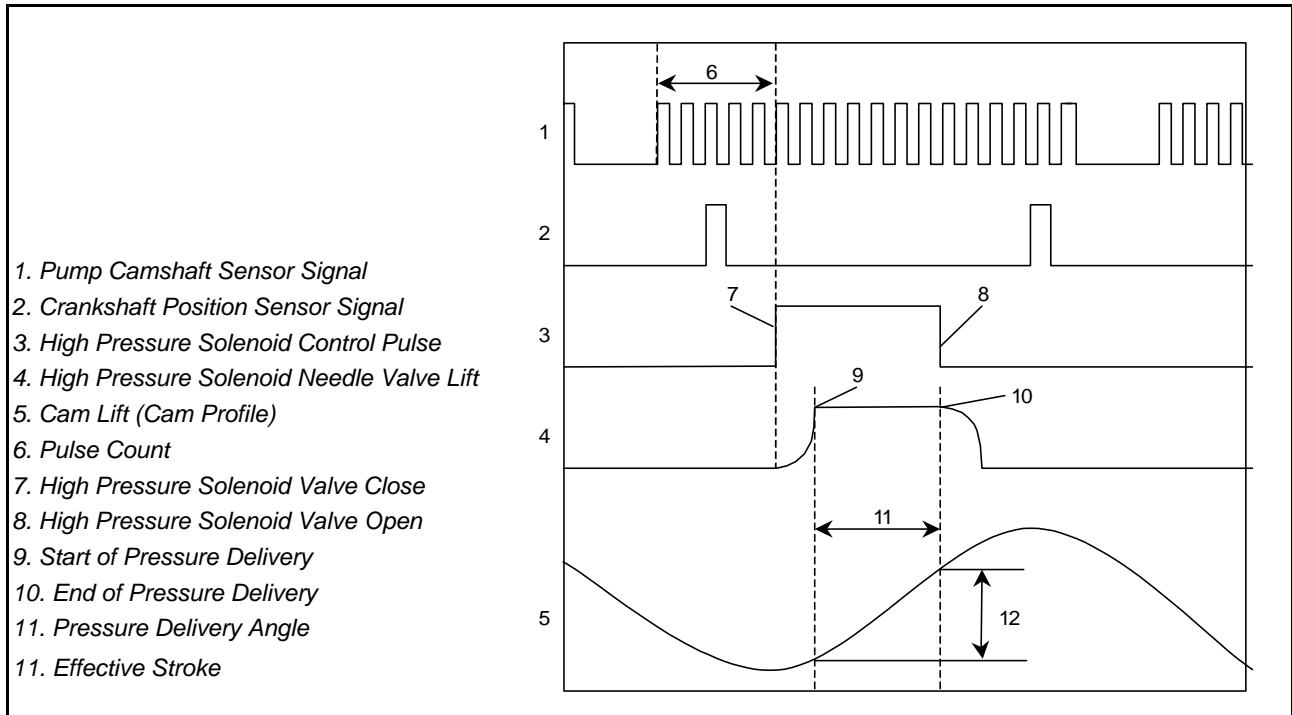 1. Pump Camshaft Sensor Signal
2. Crankshaft Position Sensor Signal
3. High Pressure Solenoid Control Pulse
4. High Pressure Solenoid Needle Valve Lift
5. Cam Lift (Cam Profile)
6. Pulse Count
7. High Pressure Solenoid Valve Close
8. High Pressure Solenoid Valve Open
9. Start of Pressure Delivery
10. End of Pressure Delivery
11. Pressure Delivery Angle
11. Effective Stroke
6
1
2
7
8
3
9
10
4
11
5
12